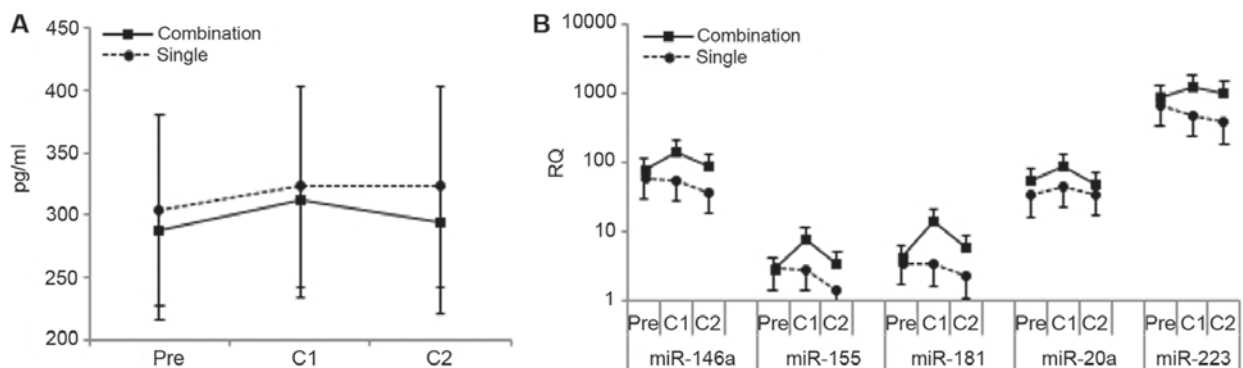 A
450
400
350
300
250
200
pg/ml
Combination
Single
Pre C1 C2
B
10000
1000
100
10
1
RQ
Combination
Single
Pre C1 C2 Pre C1 C2 Pre C1 C2 Pre C1 C2 Pre C1 C2
miR-146a miR-155 miR-181 miR-20a miR-223